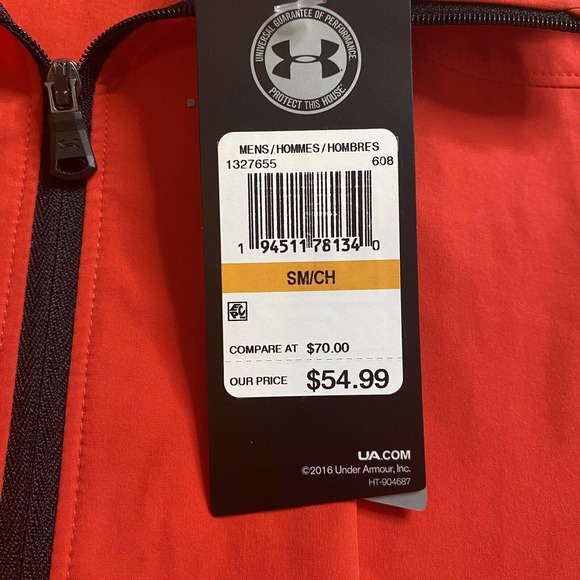 UNIVERSAL GUARANTEE OF PERFORMANCE
PROTECT THIS HOUSE
MENS/HOMMES/HOMBRES
1327655 608
1 94511 78134 0
SM/CH
COMPARE AT $70.00
OUR PRICE $54.99
UA.COM
©2016 Under Armour, Inc.
HT-904687